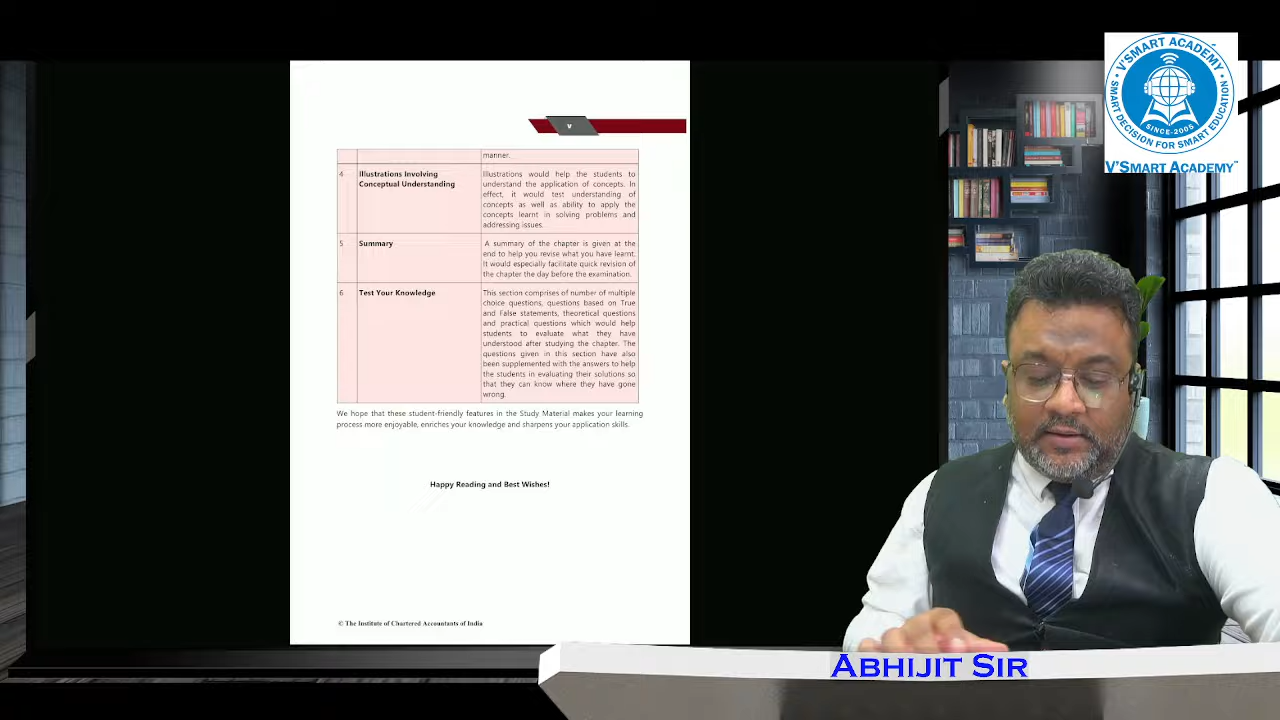 V'SMART ACADEMY
SMART DECISION FOR SMART EDUCATION
SINCE-2005
V'SMART ACADEMY™
v
manner.
4 Illustrations Involving
Conceptual Understanding
Illustrations would help the students to
understand the application of concepts. In
effect, it would test understanding of
concepts as well as ability to apply the
concepts learnt in solving problems and
addressing issues.
5 Summary
A summary of the chapter is given at the
end to help you revise what you have learnt.
It would especially facilitate quick revision of
the chapter the day before the examination.
6 Test Your Knowledge
This section comprises of number of multiple
choice questions, questions based on True
and False statements, theoretical questions
and practical questions which would help
students to evaluate what they have
understood after studying the chapter. The
questions given in this section have also
been supplemented with the answers to help
the students in evaluating their solutions so
that they can know where they have gone
wrong.
We hope that these student-friendly features in the Study Material makes your learning
process more enjoyable, enriches your knowledge and sharpens your application skills.
Happy Reading and Best Wishes!
© The Institute of Chartered Accountants of India
ABHIJIT SIR